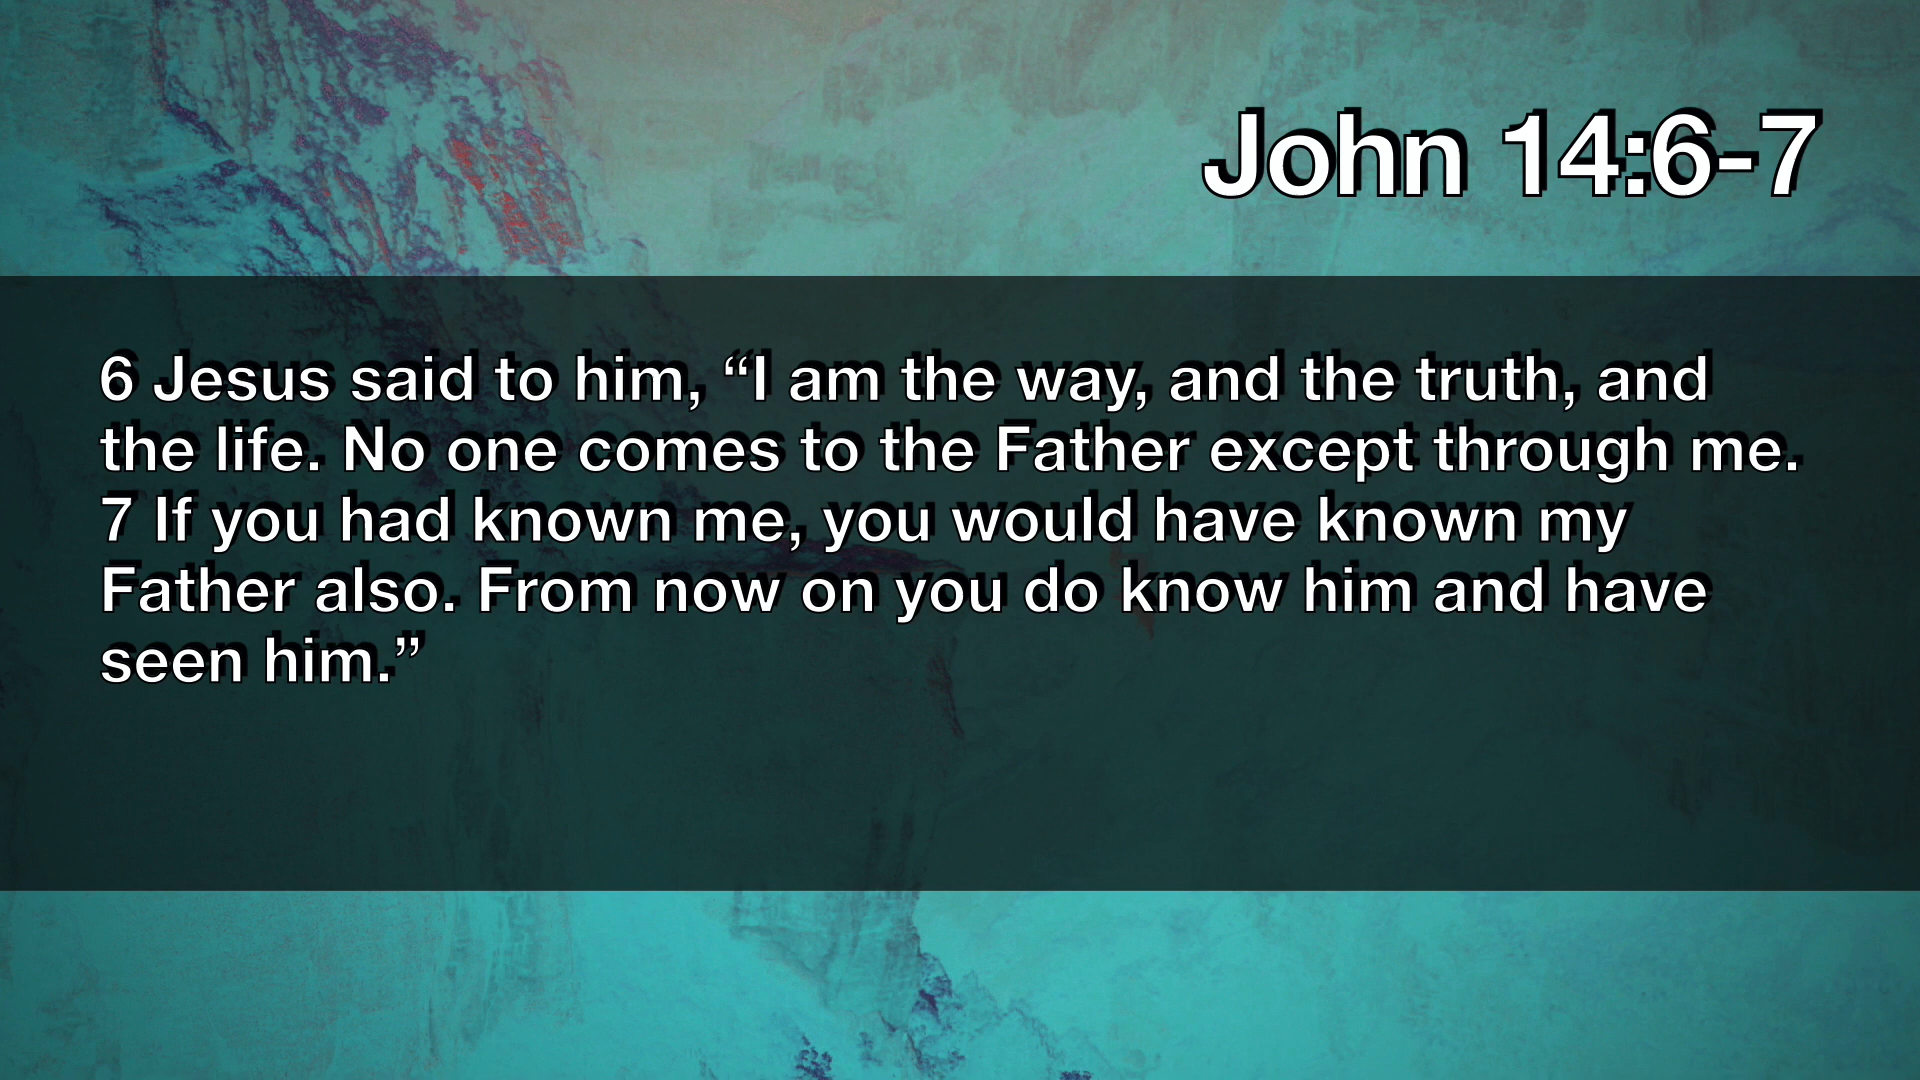 John 14:6-7
6 Jesus said to him, “I am the way, and the truth, and
the life. No one comes to the Father except through me.
7 If you had known me, you would have known my
Father also. From now on you do know him and have
seen him.”